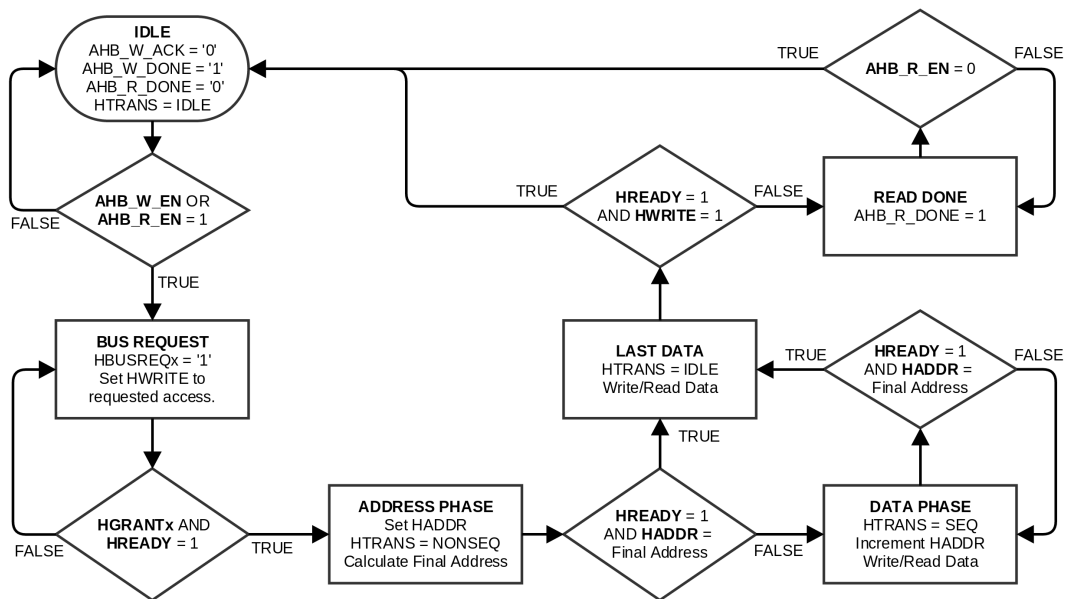 IDLE
AHB_W_ACK = '0'
AHB_W_DONE = '1'
AHB_R_DONE = '0'
HTRANS = IDLE
AHB_W_EN OR
AHB_R_EN = 1
FALSE
TRUE
BUS REQUEST
HBUSREQx = '1'
Set HWRITE to
requested access.
HGRANTx AND
HREADY = 1
FALSE
TRUE
ADDRESS PHASE
Set HADDR
HTRANS = NONSEQ
Calculate Final Address
HREADY = 1
AND HADDR =
Final Address
TRUE
FALSE
DATA PHASE
HTRANS = SEQ
Increment HADDR
Write/Read Data
HREADY = 1
AND HADDR =
Final Address
TRUE
FALSE
LAST DATA
HTRANS = IDLE
Write/Read Data
HREADY = 1
AND HWRITE = 1
TRUE
FALSE
READ DONE
AHB_R_DONE = 1
AHB_R_EN = 0
TRUE
FALSE